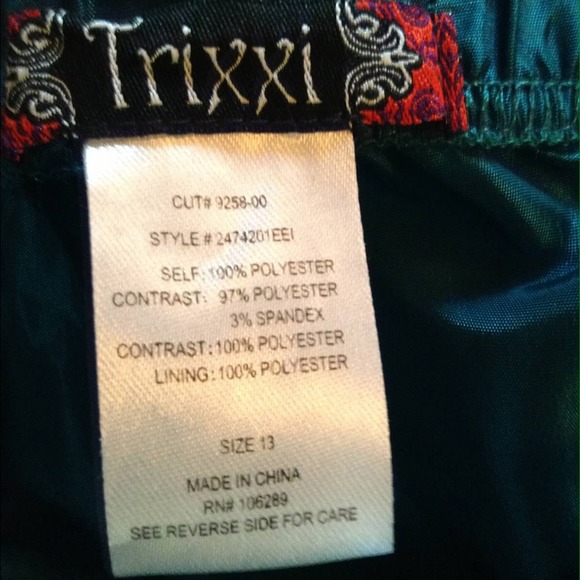 Trixxi
CUT# 9258-00
STYLE # 2474201EEI
SELF: 100% POLYESTER
CONTRAST: 97% POLYESTER
3% SPANDEX
CONTRAST: 100% POLYESTER
LINING: 100% POLYESTER
SIZE 13
MADE IN CHINA
RN# 106289
SEE REVERSE SIDE FOR CARE